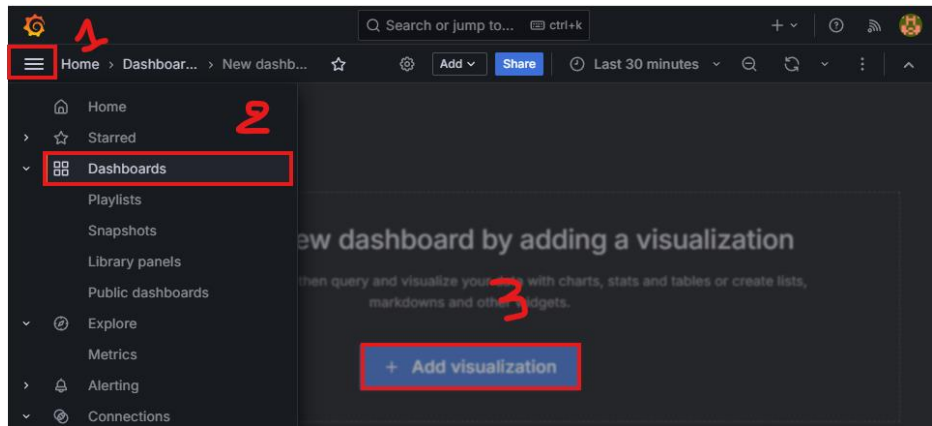 1
Search or jump to... ctrl+k
Home › Dashboar... › New dashb... Add Share Last 30 minutes
Home
2
Starred
Dashboards
Playlists
Snapshots
ew dashboard by adding a visualization
Library panels
then query and visualize your data with charts, stats and tables or create lists,
Public dashboards
markdowns and other widgets.
3
Explore
Metrics
+ Add visualization
Alerting
Connections